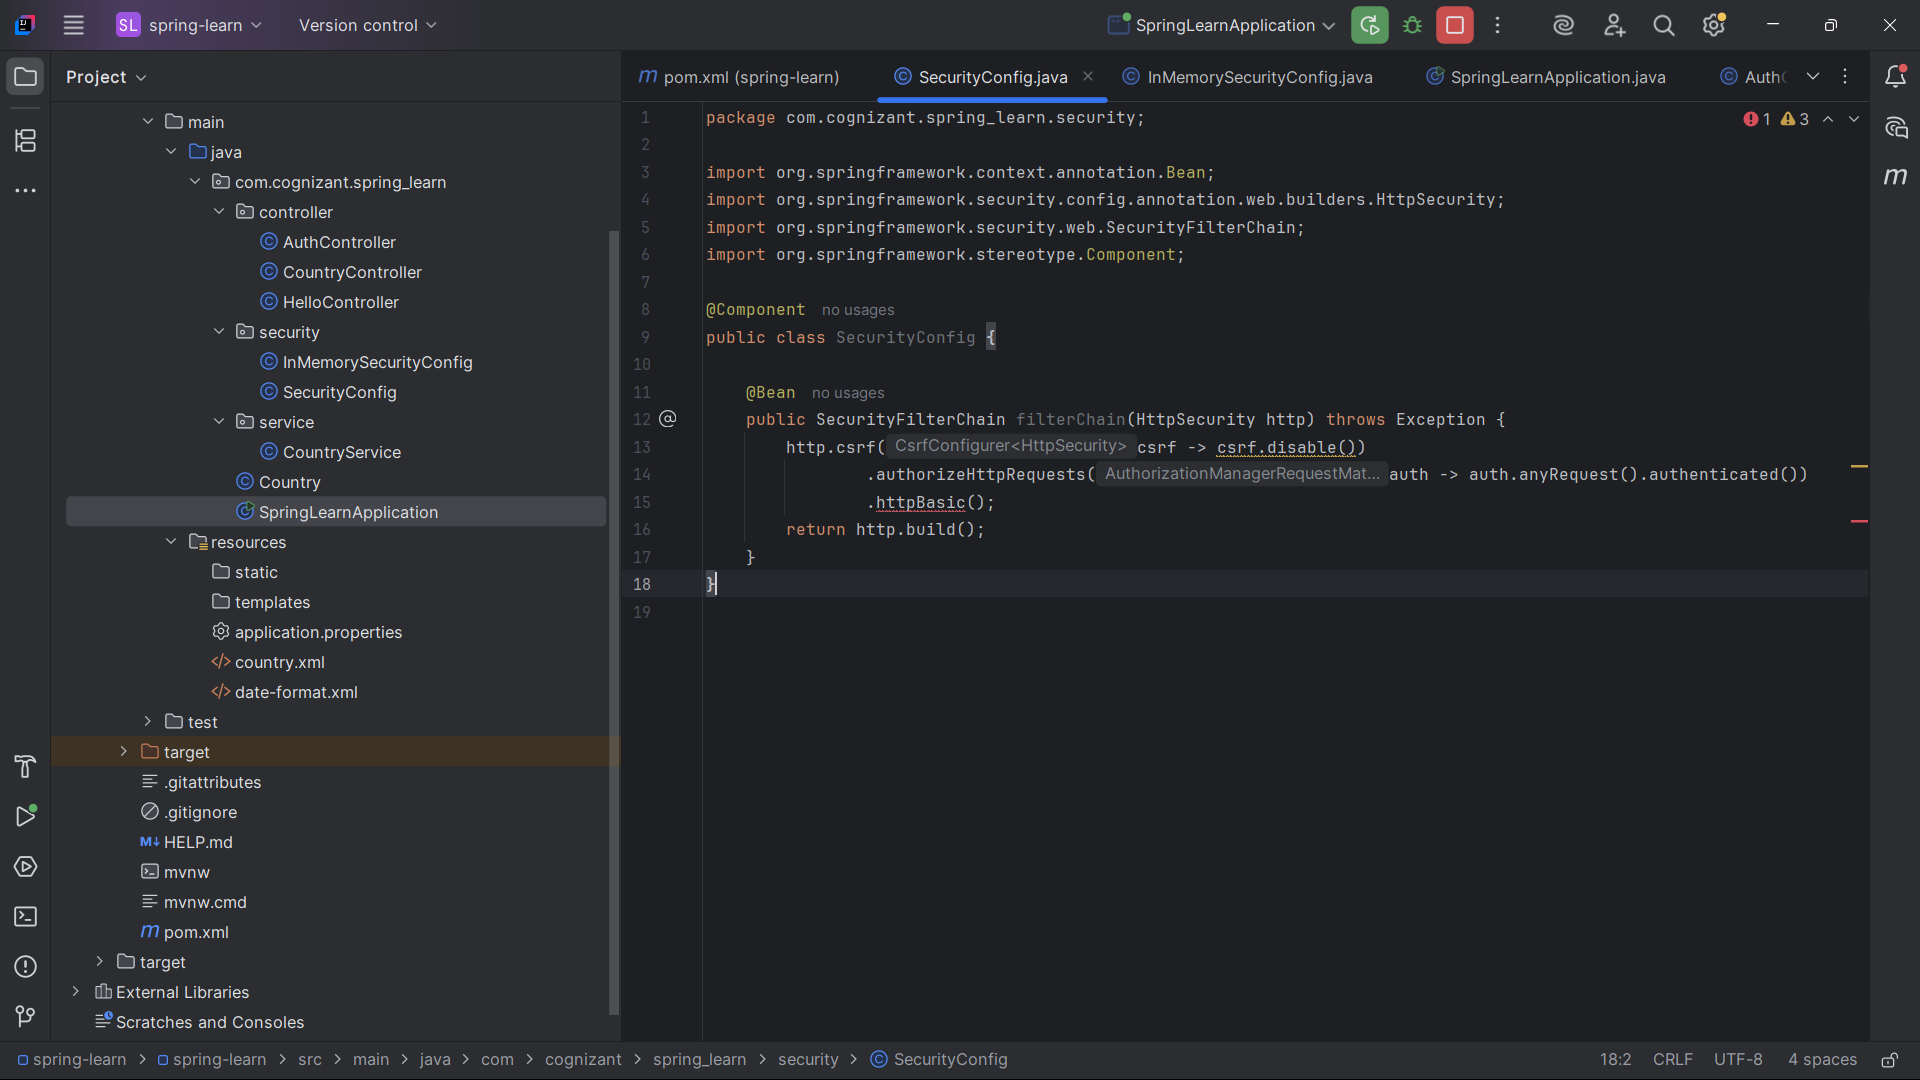 SL spring-learn
Version control
SpringLearnApplication
Project
main
java
com.cognizant.spring_learn
controller
AuthController
CountryController
HelloController
security
InMemorySecurityConfig
SecurityConfig
service
CountryService
Country
SpringLearnApplication
resources
static
templates
application.properties
country.xml
date-format.xml
test
target
.gitattributes
.gitignore
HELP.md
mvnw
mvnw.cmd
pom.xml
target
External Libraries
Scratches and Consoles
pom.xml (spring-learn)
SecurityConfig.java
InMemorySecurityConfig.java
SpringLearnApplication.java
Auth
1 3
1 package com.cognizant.spring_learn.security;
2
3 import org.springframework.context.annotation.Bean;
4 import org.springframework.security.config.annotation.web.builders.HttpSecurity;
5 import org.springframework.security.web.SecurityFilterChain;
6 import org.springframework.stereotype.Component;
7
8 @Component no usages
9 public class SecurityConfig {
10
11 @Bean no usages
12 public SecurityFilterChain filterChain(HttpSecurity http) throws Exception {
13 http.csrf( CsrfConfigurer<HttpSecurity> csrf -> csrf.disable())
14 .authorizeHttpRequests( AuthorizationManagerRequestMat... auth -> auth.anyRequest().authenticated())
15 .httpBasic();
16 return http.build();
17 }
18 }
19
spring-learn > spring-learn > src > main > java > com > cognizant > spring_learn > security > SecurityConfig
18:2 CRLF UTF-8 4 spaces